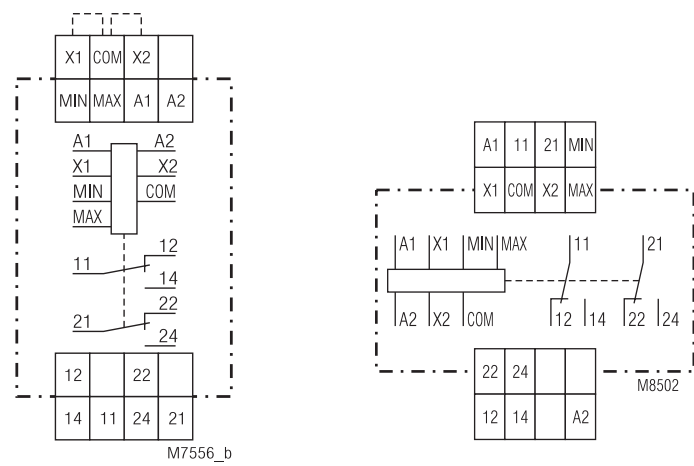 X1 COM X2
MIN MAX A1 A2
A1 A2
X1 X2
MIN COM
MAX
12
11
14
22
21
24
12 22
14 11 24 21
M7556_b
A1 11 21 MIN
X1 COM X2 MAX
A1 X1 MIN MAX 11 21
A2 X2 COM 12 14 22 24
22 24
12 14 A2
M8502